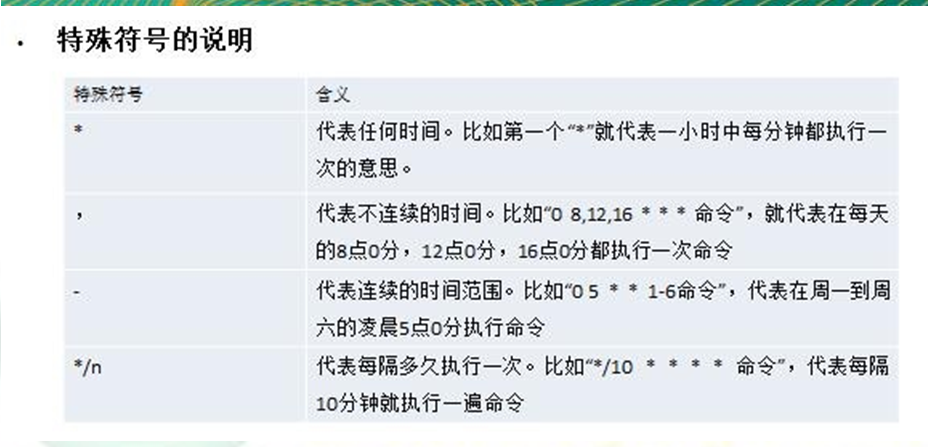 · 特殊符号的说明
特殊符号 含义
* 代表任何时间。比如第一个“*”就代表一小时中每分钟都执行一
次的意思。
, 代表不连续的时间。比如“0 8,12,16 * * * 命令”，就代表在每天
的8点0分，12点0分，16点0分都执行一次命令
- 代表连续的时间范围。比如“0 5 * * 1-6命令”，代表在周一到周
六的凌晨5点0分执行命令
*/n 代表每隔多久执行一次。比如“*/10 * * * * 命令”，代表每隔
10分钟就执行一遍命令